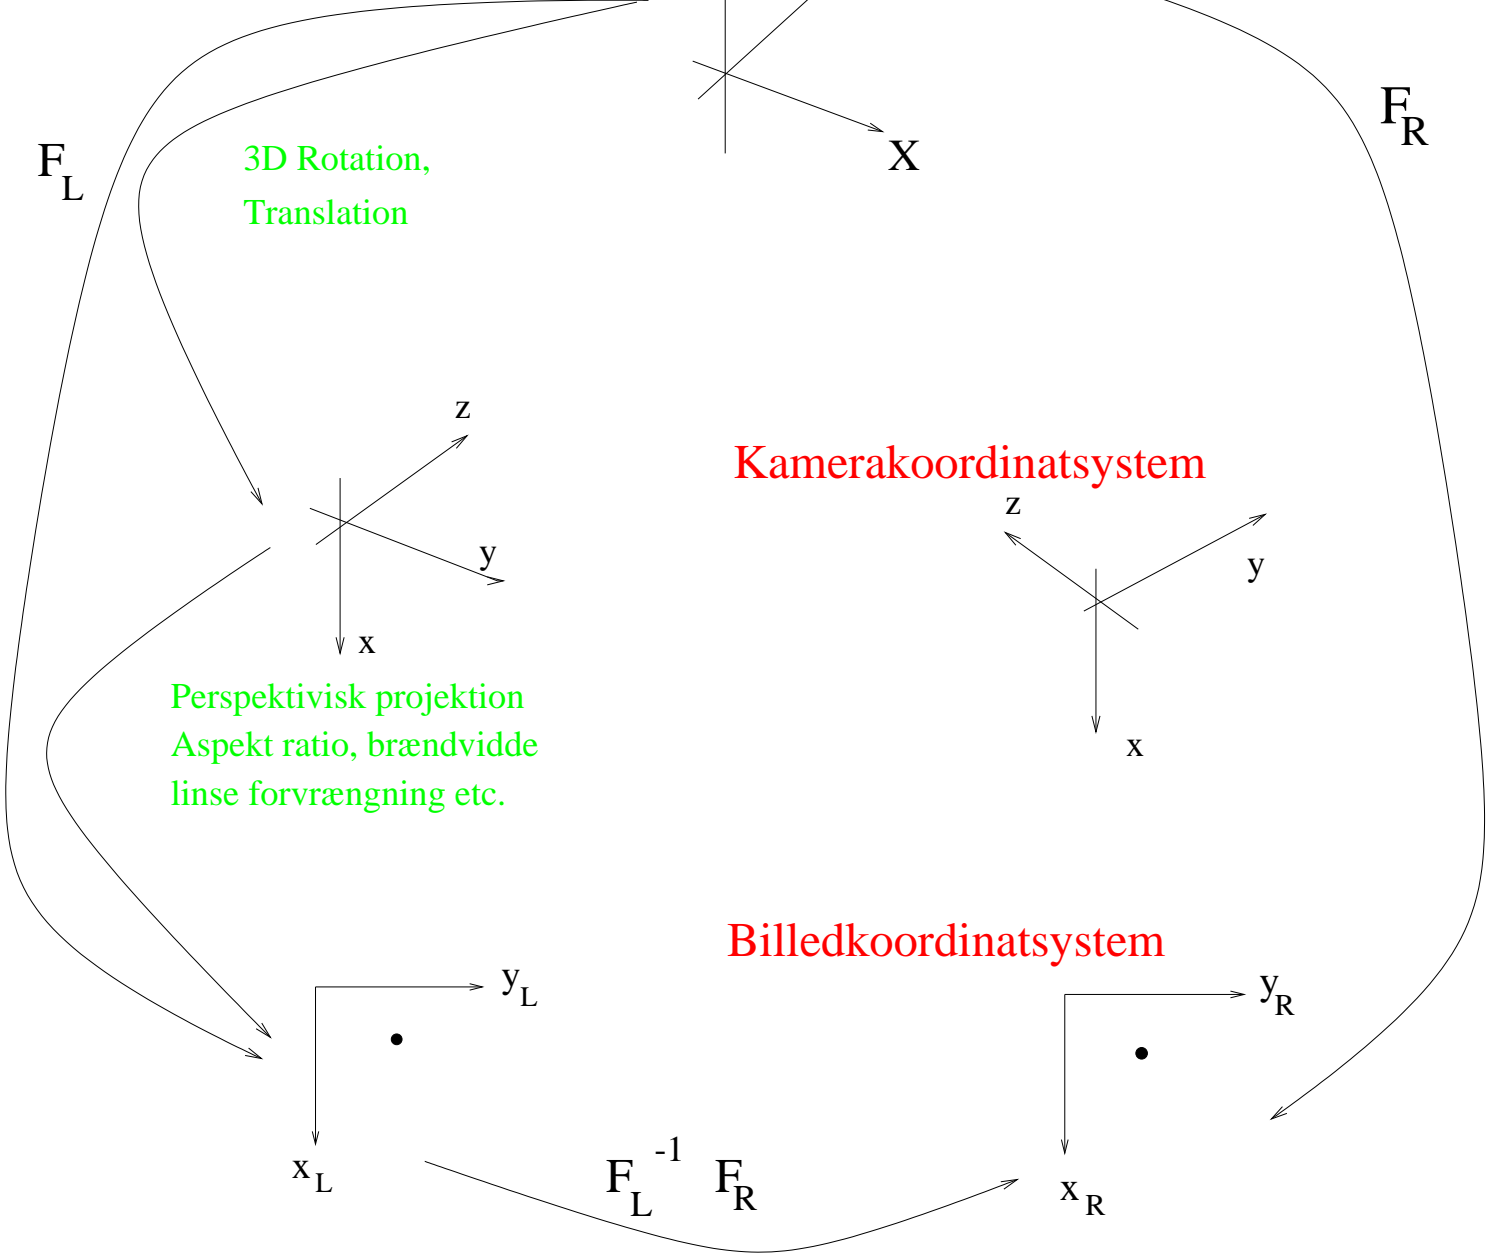 X
F_R
F_L
3D Rotation,
Translation
z
y
x
Kamerakoordinatsystem
z
y
x
Perspektivisk projektion
Aspekt ratio, brændvidde
linse forvrængning etc.
Billedkoordinatsystem
y_L
x_L
y_R
x_R
F_L^-1 F_R